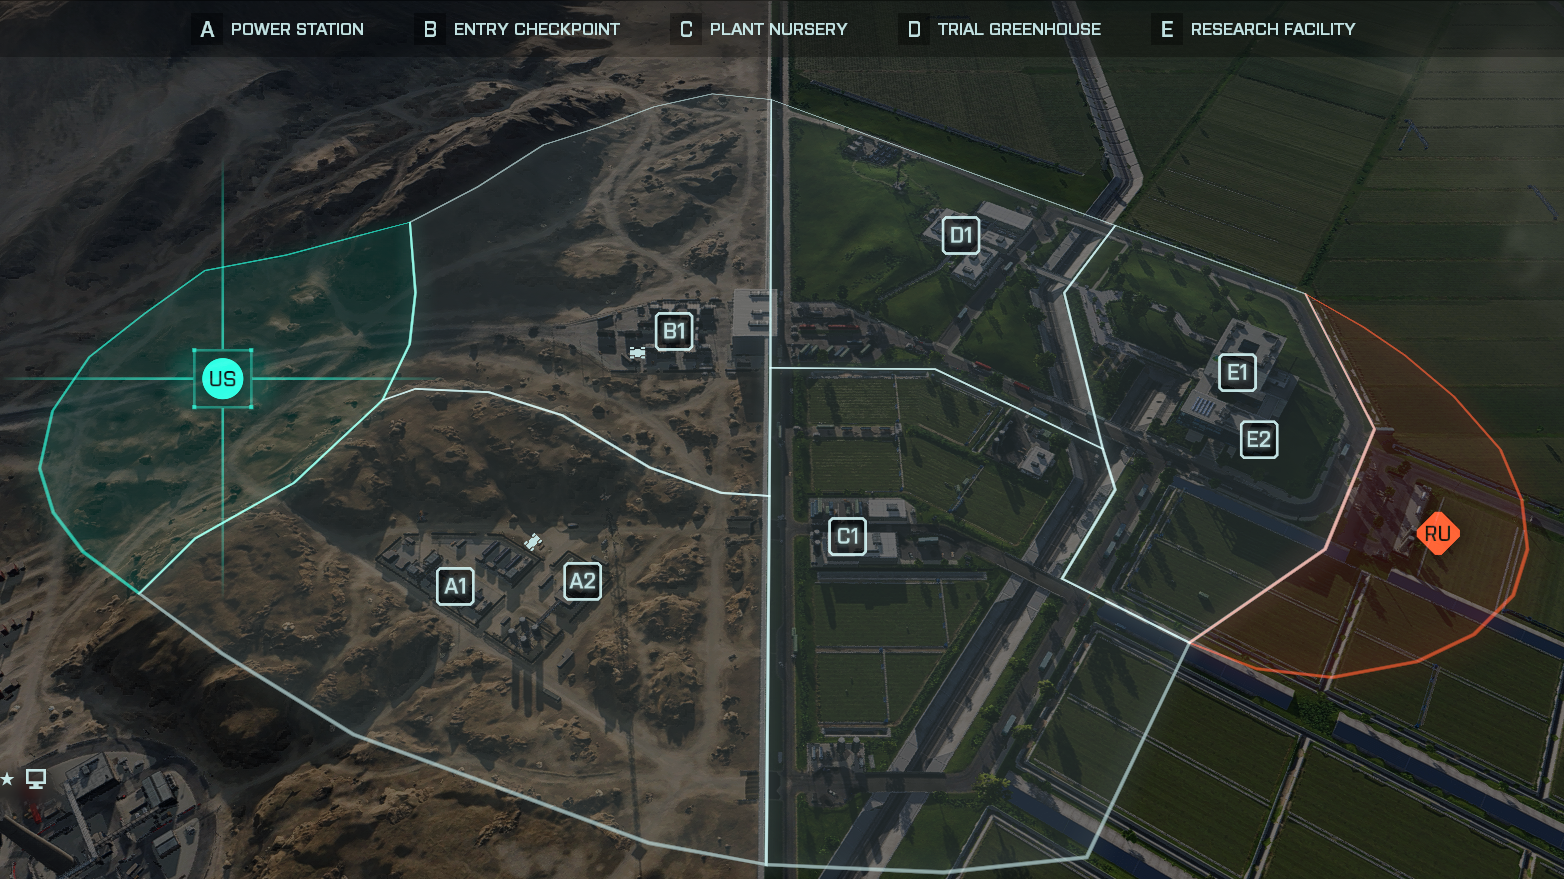 A POWER STATION B ENTRY CHECKPOINT C PLANT NURSERY D TRIAL GREENHOUSE E RESEARCH FACILITY
D1
B1
E1
US
E2
C1
RU
A1 A2